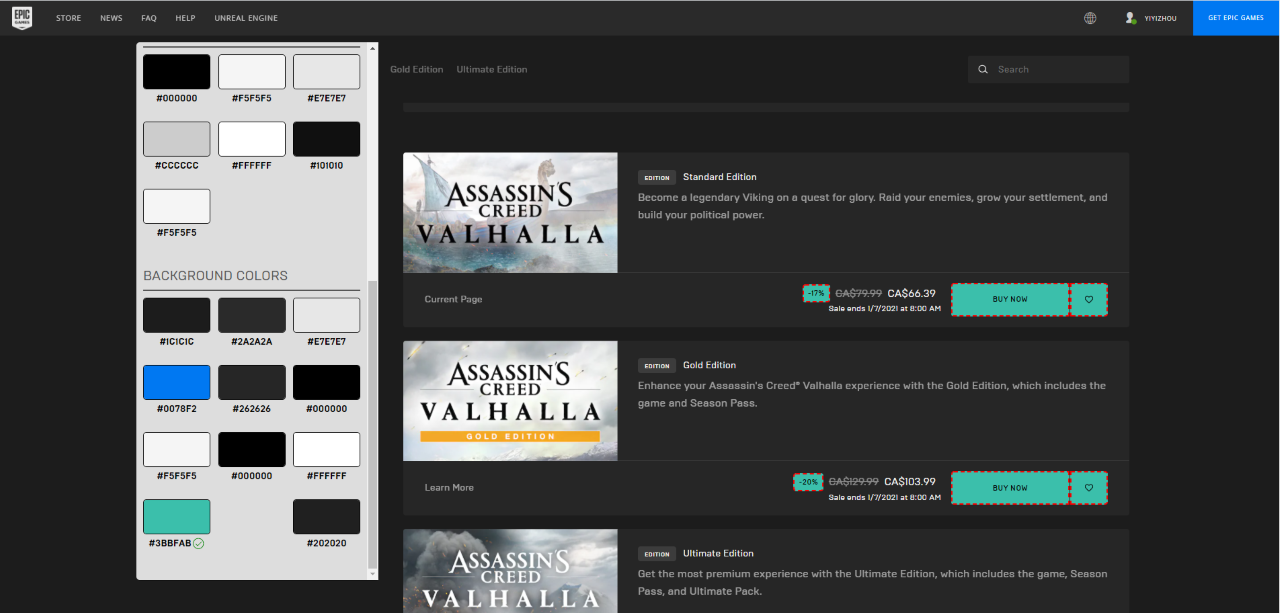 EPIC
GAMES
STORE
NEWS
FAQ
HELP
UNREAL ENGINE
YIYIZHOU
GET EPIC GAMES
#000000
#F5F5F5
#E7E7E7
#CCCCCC
#FFFFFF
#101010
#F5F5F5
BACKGROUND COLORS
#1C1C1C
#2A2A2A
#E7E7E7
#0078F2
#262626
#000000
#F5F5F5
#000000
#FFFFFF
#3BBFAB
#202020
Gold Edition
Ultimate Edition
Search
ASSASSIN'S
CREED
VALHALLA
EDITION Standard Edition
Become a legendary Viking on a quest for glory. Raid your enemies, grow your settlement, and
build your political power.
Current Page
-17% CA$79.99 CA$66.39
Sale ends 1/7/2021 at 8:00 AM
BUY NOW
ASSASSIN'S
CREED
VALHALLA
GOLD EDITION
EDITION Gold Edition
Enhance your Assassin's Creed® Valhalla experience with the Gold Edition, which includes the
game and Season Pass.
Learn More
-20% CA$129.99 CA$103.99
Sale ends 1/7/2021 at 8:00 AM
BUY NOW
ASSASSIN'S
CREED
VALHALLA
EDITION Ultimate Edition
Get the most premium experience with the Ultimate Edition, which includes the game, Season
Pass, and Ultimate Pack.